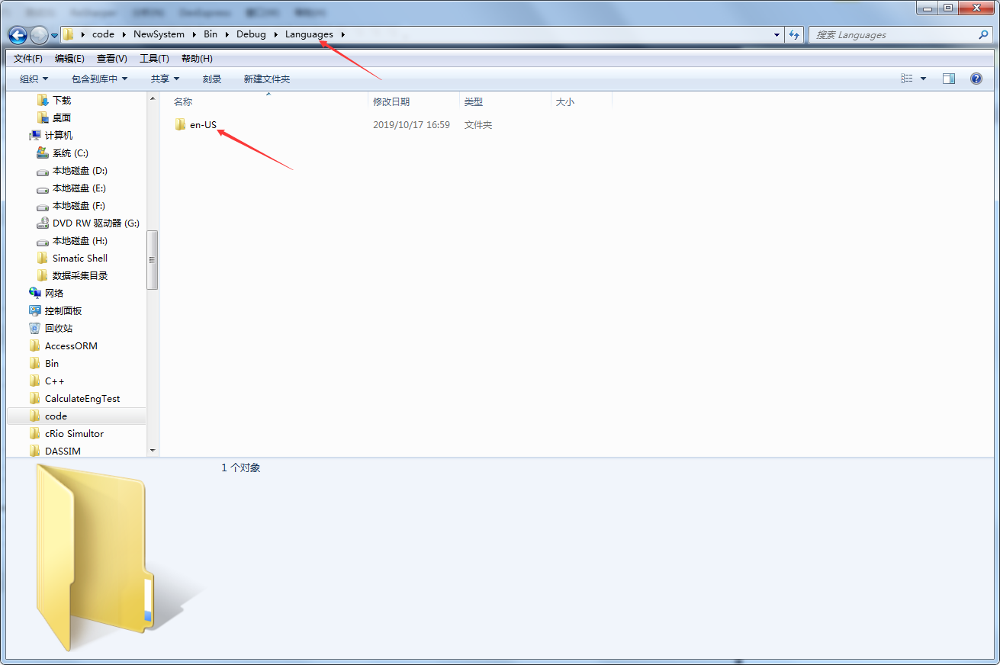 code NewSystem Bin Debug Languages
搜索 Languages
文件(F) 编辑(E) 查看(V) 工具(T) 帮助(H)
组织 包含到库中 共享 刻录 新建文件夹
下载
桌面
计算机
系统 (C:)
本地磁盘 (D:)
本地磁盘 (E:)
本地磁盘 (F:)
DVD RW 驱动器 (G:)
本地磁盘 (H:)
Simatic Shell
数据采集目录
网络
控制面板
回收站
AccessORM
Bin
C++
CalculateEngTest
code
cRio Simultor
DASSIM
名称 修改日期 类型 大小
en-US 2019/10/17 16:59 文件夹
1 个对象